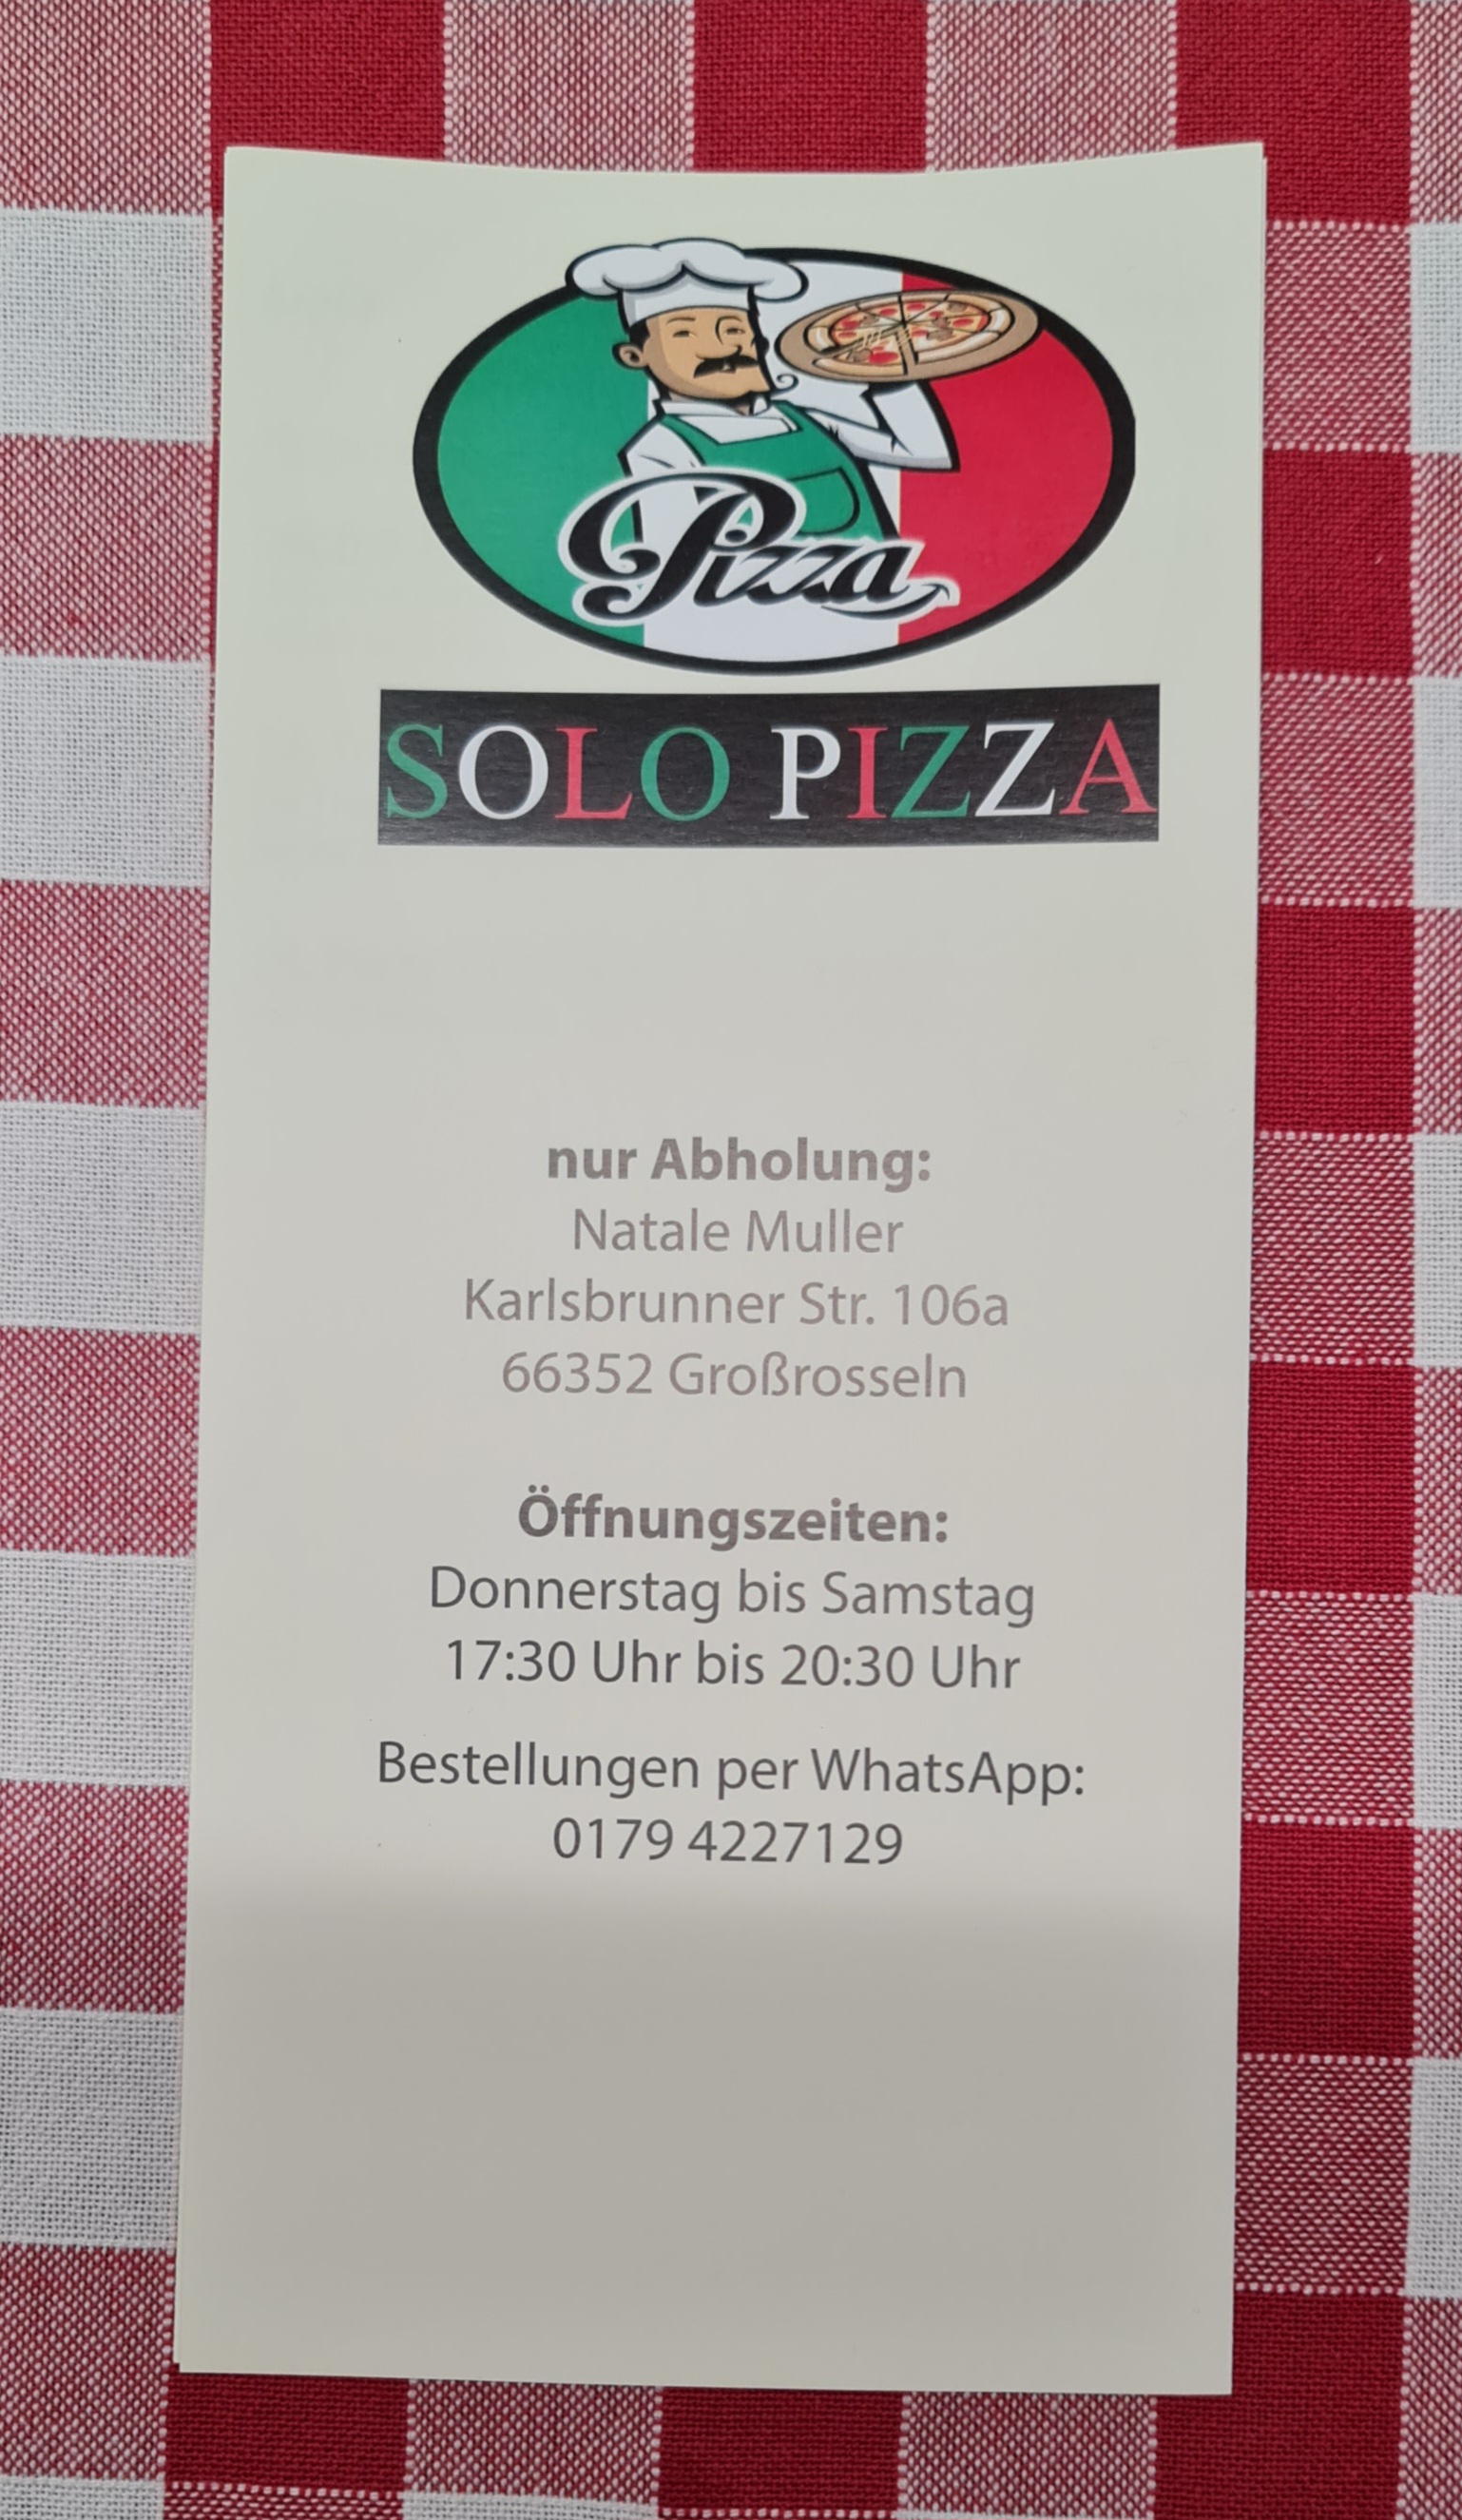 Pizza
SOLO PIZZA
nur Abholung:
Natale Muller
Karlsbrunner Str. 106a
66352 Großrosseln
Öffnungszeiten:
Donnerstag bis Samstag
17:30 Uhr bis 20:30 Uhr
Bestellungen per WhatsApp:
0179 4227129